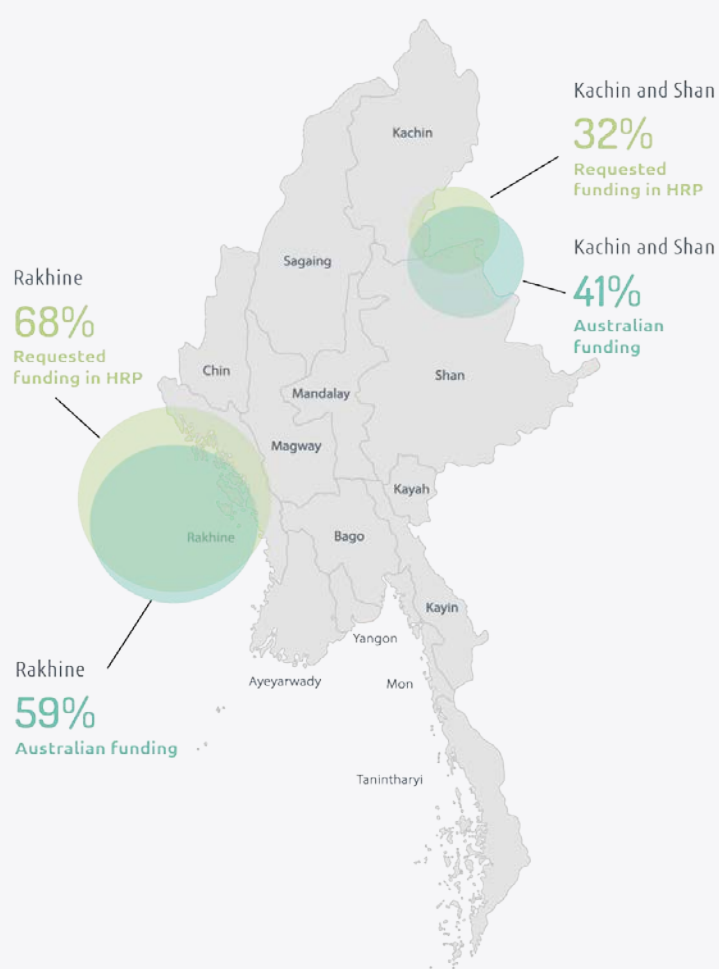 Kachin and Shan
32%
Requested
funding in HRP
Kachin
Kachin and Shan
41%
Australian
funding
Sagaing
Rakhine
68%
Requested
funding in HRP
Chin
Mandalay
Shan
Magway
Kayah
Rakhine
Bago
Kayin
Yangon
Ayeyarwady
Mon
Rakhine
59%
Australian funding
Tanintharyi